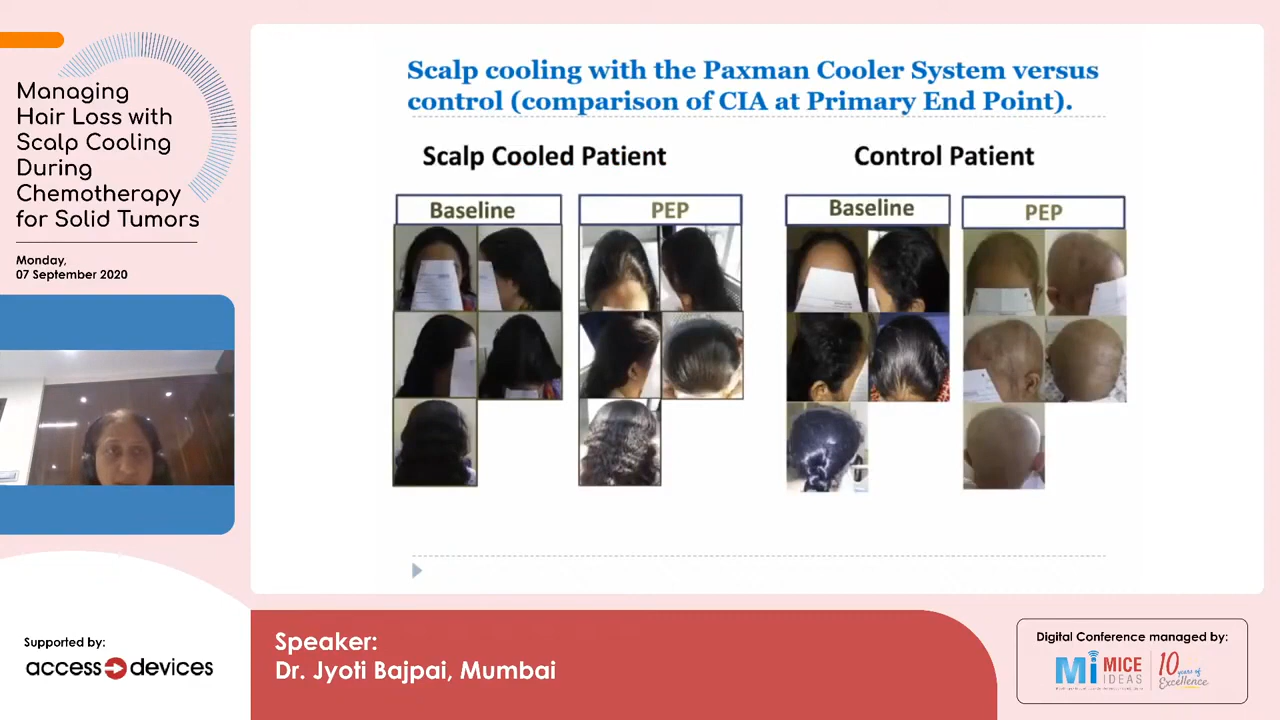 Managing
Hair Loss with
Scalp Cooling
During
Chemotherapy
for Solid Tumors
Monday,
07 September 2020
Supported by:
access devices
Scalp cooling with the Paxman Cooler System versus
control (comparison of CIA at Primary End Point).
Scalp Cooled Patient
Control Patient
Baseline
PEP
Baseline
PEP
Speaker:
Dr. Jyoti Bajpai, Mumbai
Digital Conference managed by:
Mi MICE
IDEAS
10 years of
Excellence